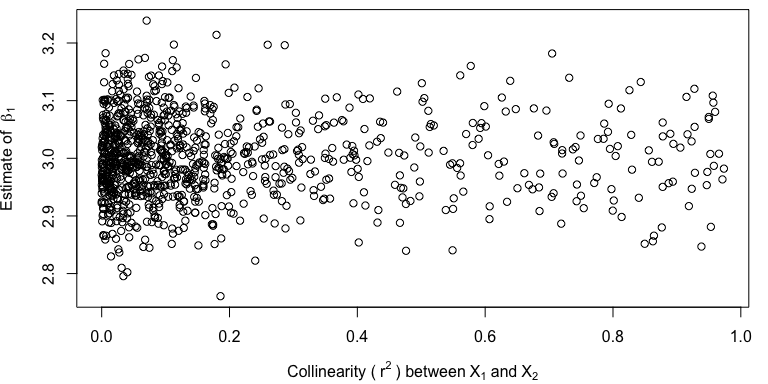 Estimate of β₁
3.2
3.1
3.0
2.9
2.8
0.0 0.2 0.4 0.6 0.8 1.0
Collinearity ( r² ) between X₁ and X₂